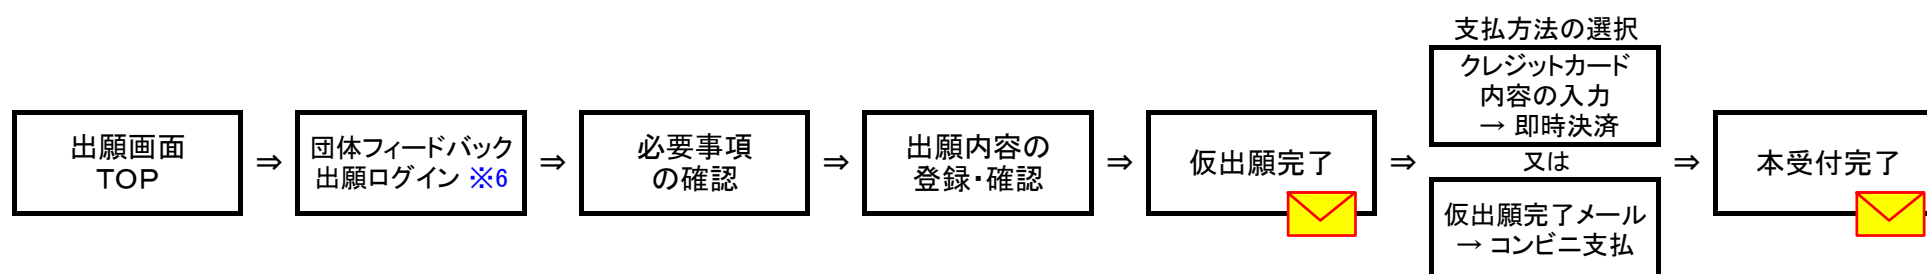 出願画面
TOP
⇒
団体フィードバック
出願ログイン ※6
⇒
必要事項
の確認
⇒
出願内容の
登録・確認
⇒
仮出願完了
⇒
支払方法の選択
クレジットカード
内容の入力
→ 即時決済
又は
仮出願完了メール
→ コンビニ支払
⇒
本受付完了